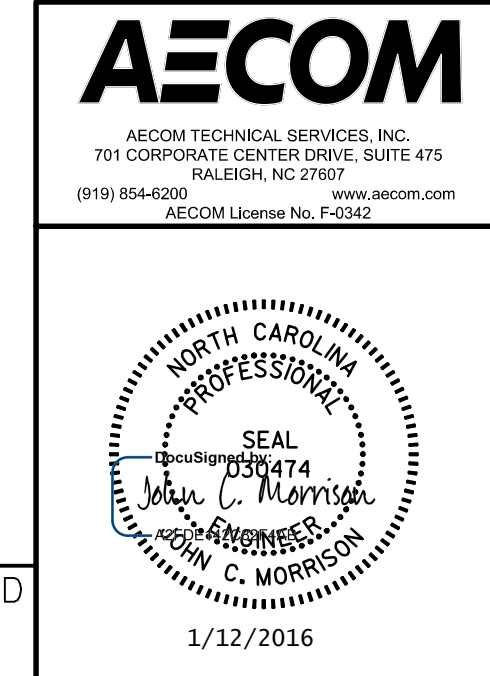 AECOM
AECOM TECHNICAL SERVICES, INC.
701 CORPORATE CENTER DRIVE, SUITE 475
RALEIGH, NC 27607
(919) 854-6200 www.aecom.com
AECOM License No. F-0342
NORTH CAROLINA
PROFESSIONAL
SEAL
DocuSigned by:
030474
John C. Morrison
ENGINEER
JOHN C. MORRISON
D
1/12/2016